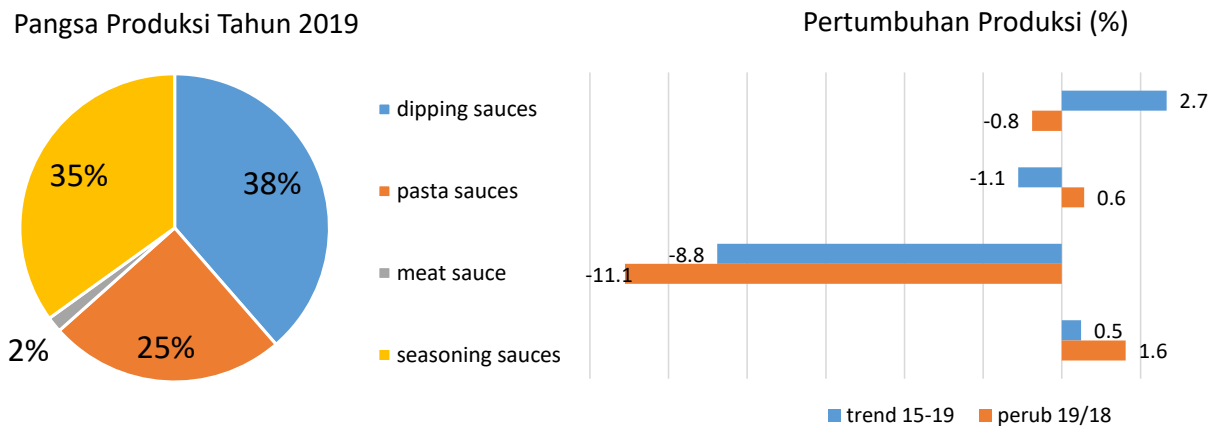 Pangsa Produksi Tahun 2019
38%
25%
2%
35%
dipping sauces
pasta sauces
meat sauce
seasoning sauces
Pertumbuhan Produksi (%)
2.7
-0.8
-1.1
0.6
-8.8
-11.1
0.5
1.6
trend 15-19 perub 19/18